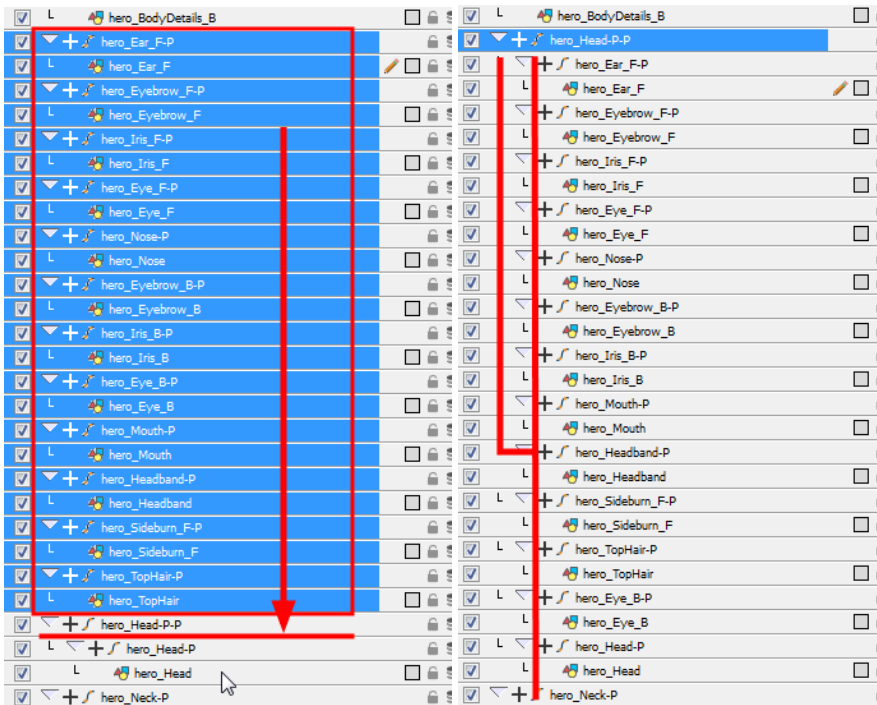 hero_BodyDetails_B
hero_Ear_F-P
hero_Ear_F
hero_Eyebrow_F-P
hero_Eyebrow_F
hero_Iris_F-P
hero_Iris_F
hero_Eye_F-P
hero_Eye_F
hero_Nose-P
hero_Nose
hero_Eyebrow_B-P
hero_Eyebrow_B
hero_Iris_B-P
hero_Iris_B
hero_Eye_B-P
hero_Eye_B
hero_Mouth-P
hero_Mouth
hero_Headband-P
hero_Headband
hero_Sideburn_F-P
hero_Sideburn_F
hero_TopHair-P
hero_TopHair
hero_Head-P-P
hero_Head-P
hero_Head
hero_Neck-P
hero_BodyDetails_B
hero_Head-P-P
hero_Ear_F-P
hero_Ear_F
hero_Eyebrow_F-P
hero_Eyebrow_F
hero_Iris_F-P
hero_Iris_F
hero_Eye_F-P
hero_Eye_F
hero_Nose-P
hero_Nose
hero_Eyebrow_B-P
hero_Eyebrow_B
hero_Iris_B-P
hero_Iris_B
hero_Mouth-P
hero_Mouth
hero_Headband-P
hero_Headband
hero_Sideburn_F-P
hero_Sideburn_F
hero_TopHair-P
hero_TopHair
hero_Eye_B-P
hero_Eye_B
hero_Head-P
hero_Head
hero_Neck-P